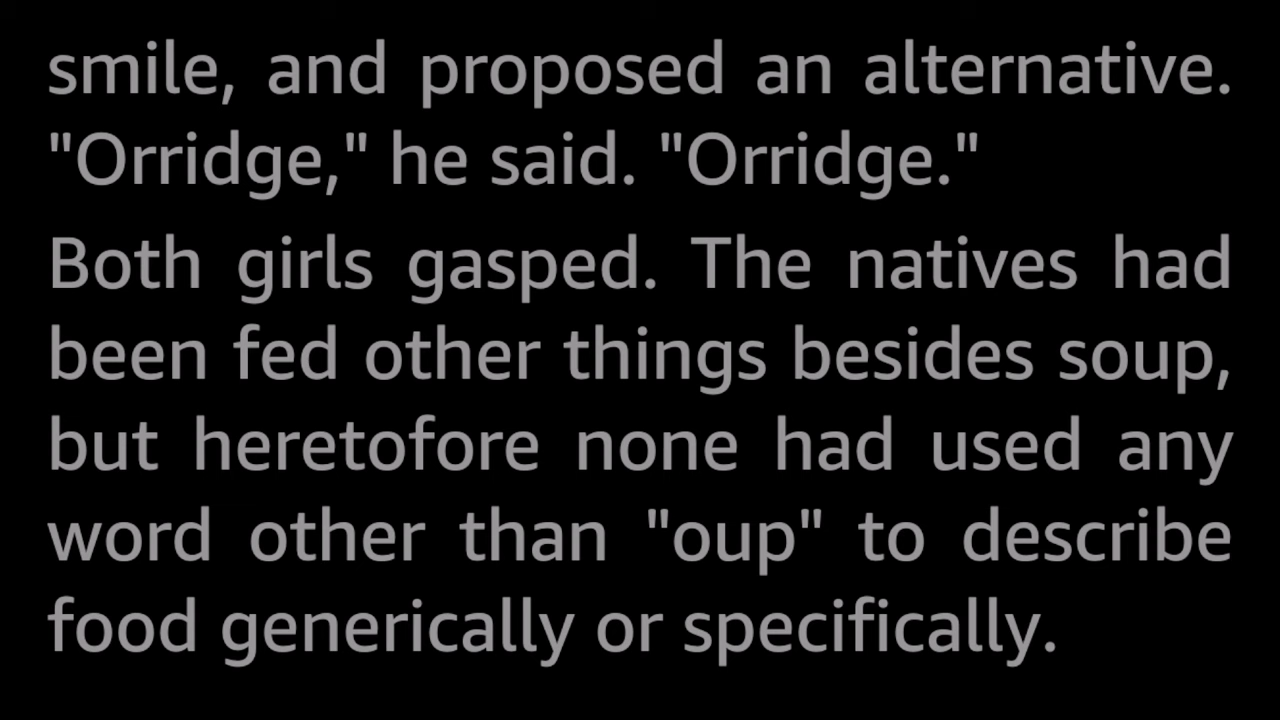 smile, and proposed an alternative.
"Orridge," he said. "Orridge."
Both girls gasped. The natives had
been fed other things besides soup,
but heretofore none had used any
word other than "oup" to describe
food generically or specifically.